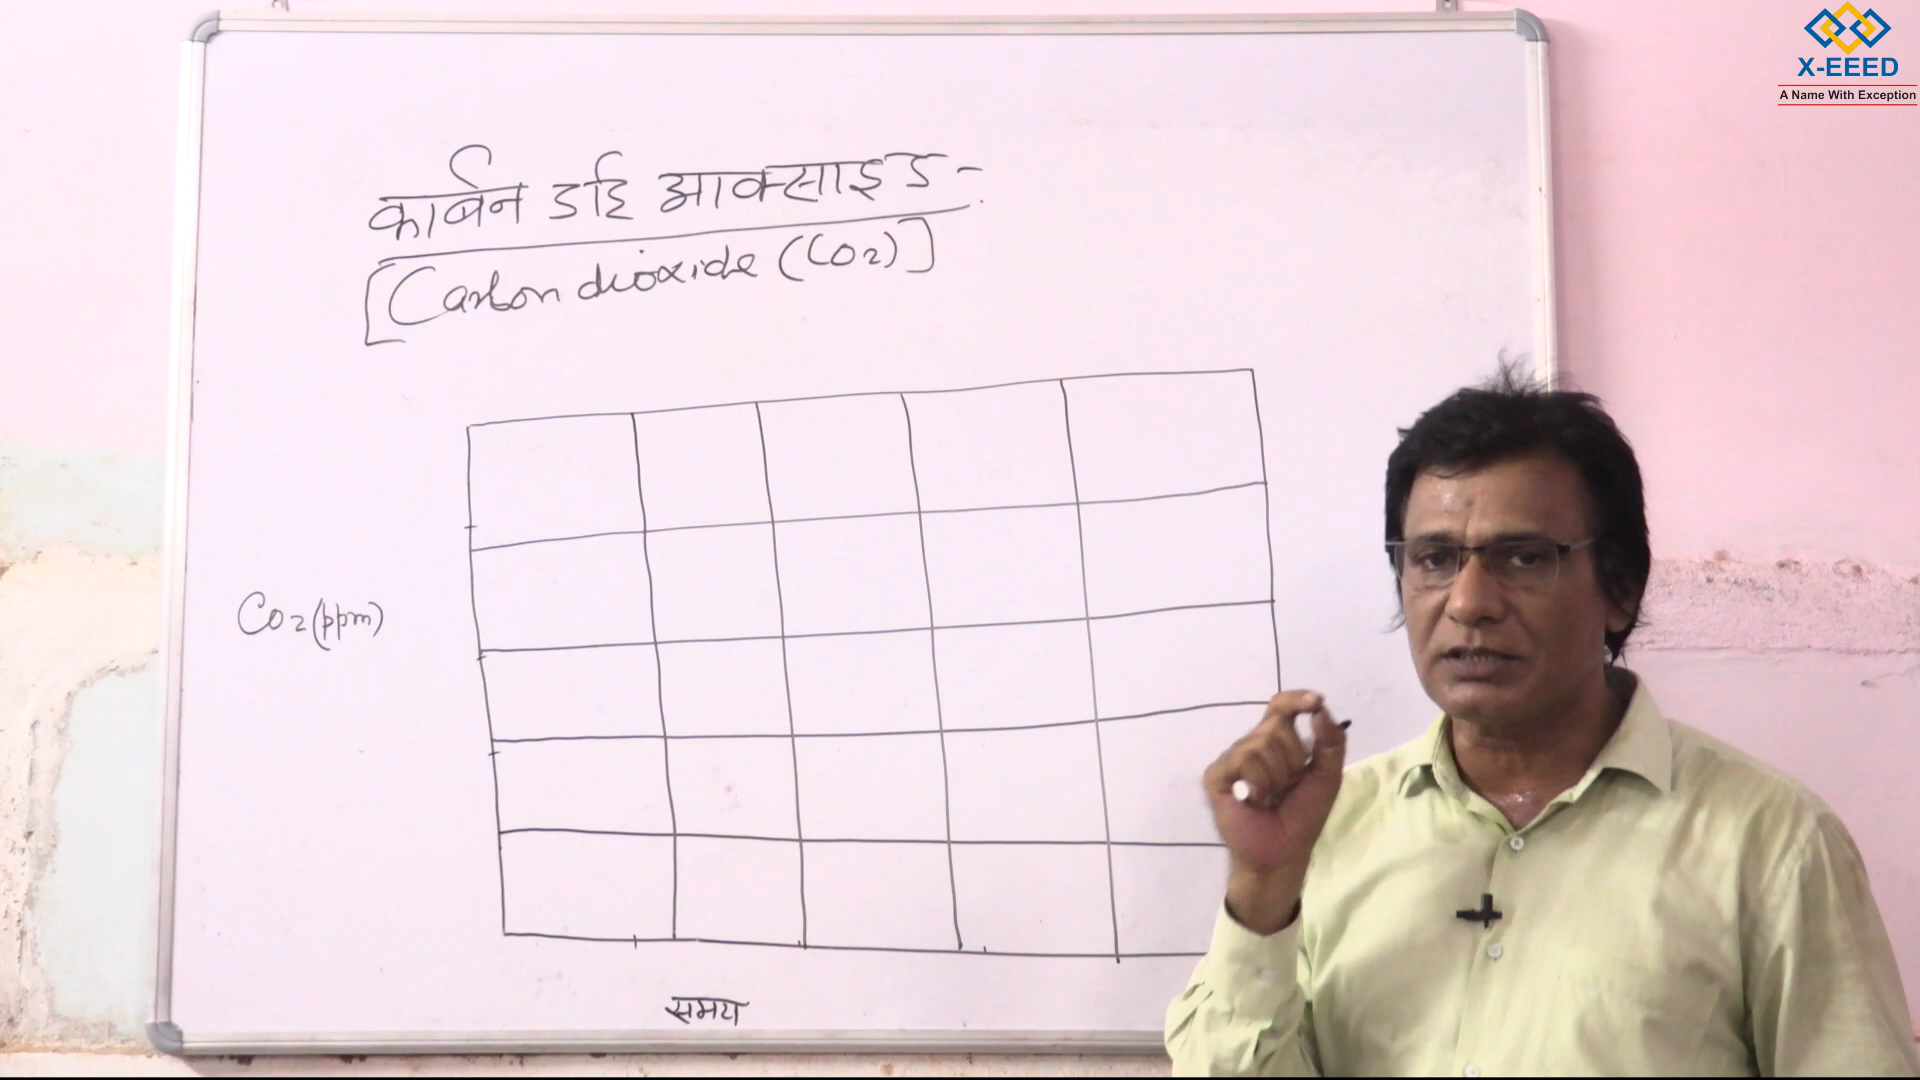 X-EEED
A Name With Exception
कार्बन डाई आक्साइड -
[Carbon dioxide (CO2)]
CO2 (ppm)
समय